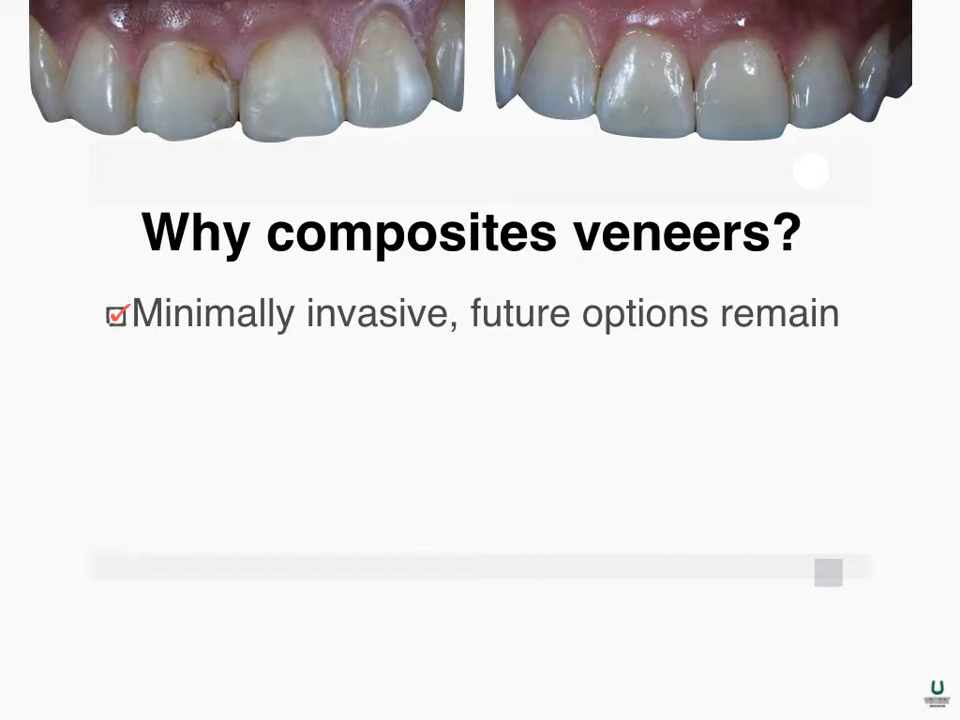 Why composites veneers?
Minimally invasive, future options remain